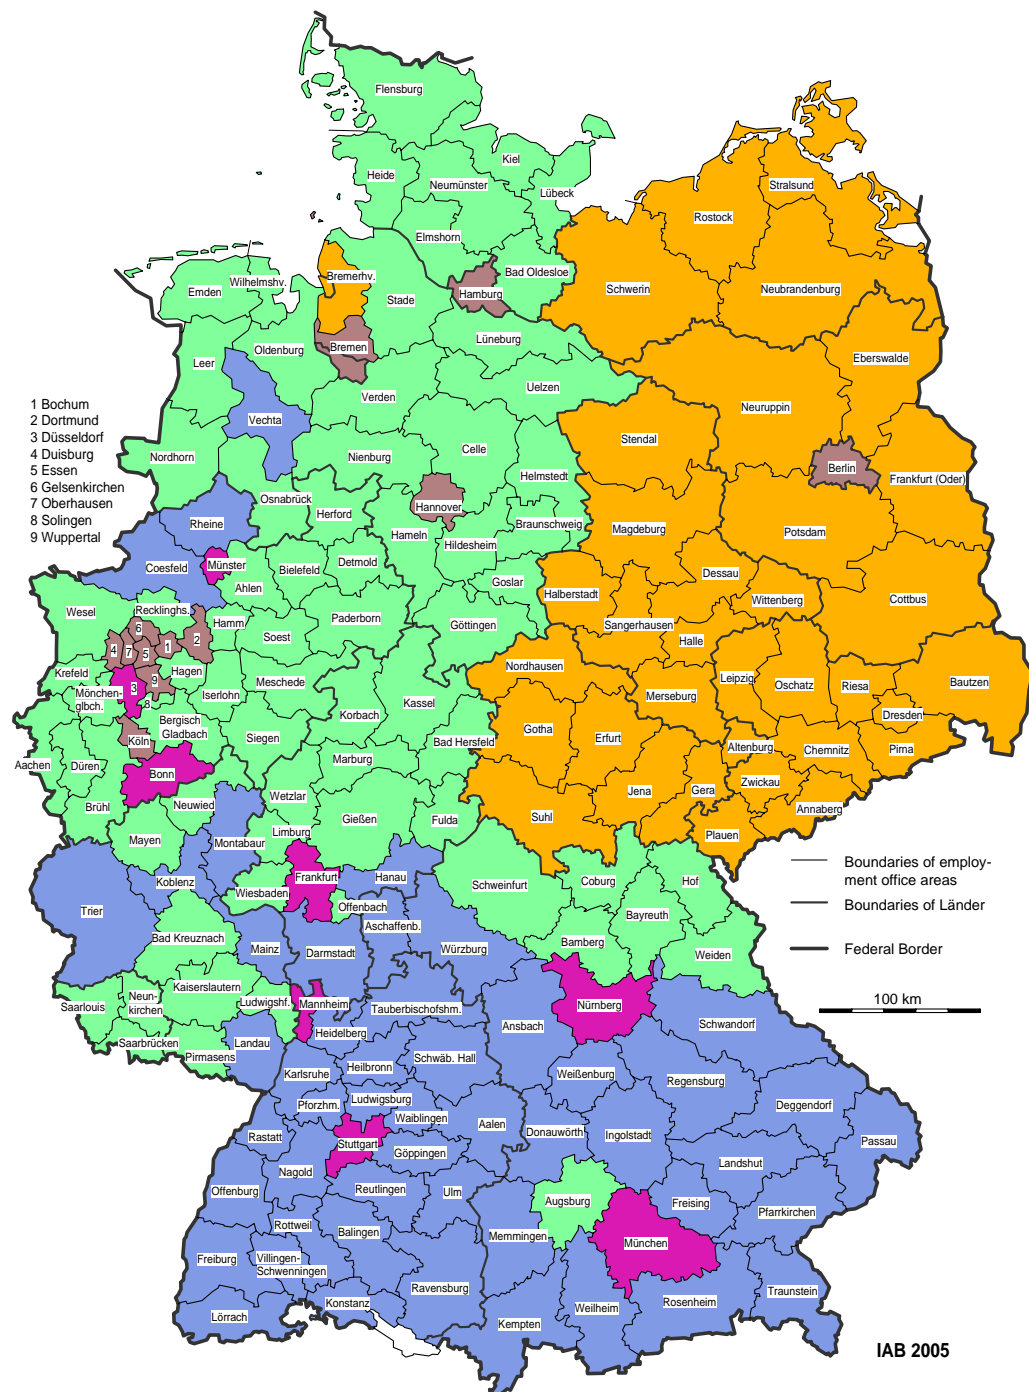 Flensburg
Kiel
Heide
Neumünster
Lübeck
Stralsund
Rostock
Elmshorn
Bad Oldesloe
Bremerhv.
Wilhelmshv.
Emden
Hamburg
Stade
Schwerin
Neubrandenburg
Lüneburg
Bremen
Oldenburg
Leer
Eberswalde
Uelzen
Verden
1 Bochum
2 Dortmund
3 Düsseldorf
4 Duisburg
5 Essen
6 Gelsenkirchen
7 Oberhausen
8 Solingen
9 Wuppertal
Vechta
Neuruppin
Stendal
Nordhorn
Nienburg
Celle
Berlin
Helmstedt
Frankfurt (Oder)
Osnabrück
Herford
Hannover
Rheine
Braunschweig
Magdeburg
Potsdam
Hameln
Hildesheim
Coesfeld
Münster
Bielefeld
Detmold
Ahlen
Goslar
Dessau
Halberstadt
Wittenberg
Cottbus
Wesel
Recklinghs.
Hamm
Paderborn
Göttingen
Sangerhausen
6
2
Soest
Halle
4
7
5
1
Nordhausen
Krefeld
Hagen
9
Meschede
Leipzig
Oschatz
Riesa
Bautzen
Mönchen-
glbch.
3
8
Iserlohn
Kassel
Merseburg
Korbach
Dresden
Bergisch
Gladbach
Köln
Siegen
Gotha
Erfurt
Bad Hersfeld
Altenburg
Chemnitz
Pirna
Aachen
Düren
Marburg
Bonn
Zwickau
Jena
Gera
Brühl
Neuwied
Wetzlar
Gießen
Fulda
Suhl
Annaberg
Plauen
Mayen
Montabaur
Limburg
Koblenz
Wiesbaden
Frankfurt
Hanau
Schweinfurt
Coburg
Hof
Boundaries of employ-
ment office areas
Trier
Offenbach
Bayreuth
Boundaries of Länder
Aschaffenb.
Bad Kreuznach
Mainz
Darmstadt
Würzburg
Bamberg
Weiden
Federal Border
Kaiserslautern
Saarlouis
Neun-
kirchen
Ludwigshf.
Mannheim
Tauberbischofshm.
Nürnberg
100 km
Ansbach
Schwandorf
Saarbrücken
Pirmasens
Landau
Heidelberg
Schwäb. Hall
Heilbronn
Karlsruhe
Weißenburg
Regensburg
Pforzhm.
Ludwigsburg
Waiblingen
Deggendorf
Aalen
Rastatt
Stuttgart
Göppingen
Donauwörth
Ingolstadt
Passau
Nagold
Landshut
Offenburg
Reutlingen
Ulm
Augsburg
Freising
Pfarrkirchen
Rottweil
Balingen
Memmingen
München
Freiburg
Villingen-
Schwenningen
Ravensburg
Traunstein
Lörrach
Konstanz
Kempten
Weilheim
Rosenheim
IAB 2005